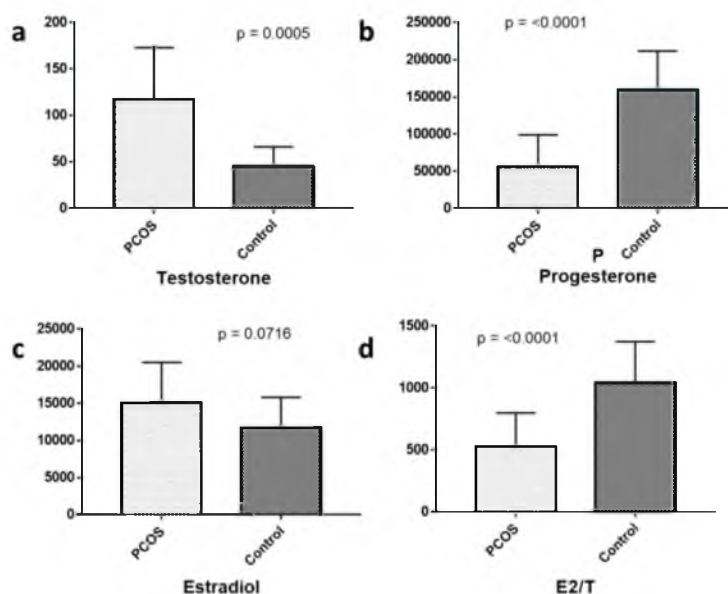 a
200
150
100
50
0
p = 0.0005
PCOS
Control
Testosterone
b
250000
200000
150000
100000
50000
0
p = <0.0001
PCOS
Control
P
Progesterone
c
25000
20000
15000
10000
5000
0
p = 0.0716
PCOS
Control
Estradiol
d
1500
1000
500
0
p = <0.0001
PCOS
Control
E2/T